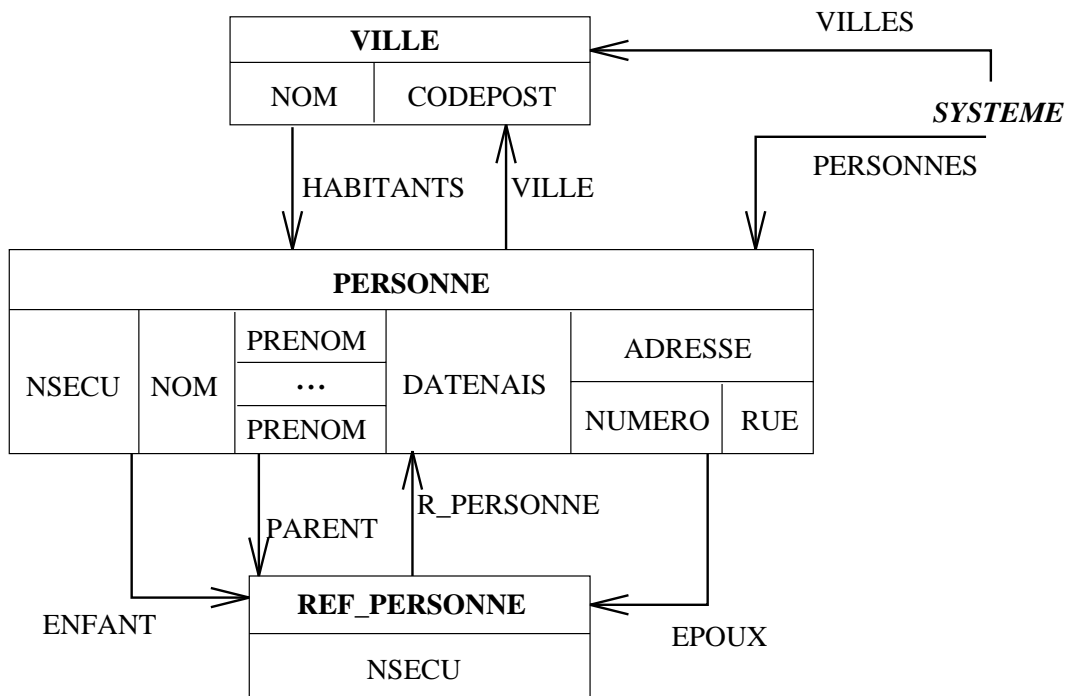 VILLES
VILLE
NOM CODEPOST
SYSTEME
PERSONNES
HABITANTS VILLE
PERSONNE
NSECU NOM PRENOM DATENAIS ADRESSE
...
PRENOM NUMERO RUE
R_PERSONNE
PARENT
REF_PERSONNE
ENFANT EPOUX
NSECU